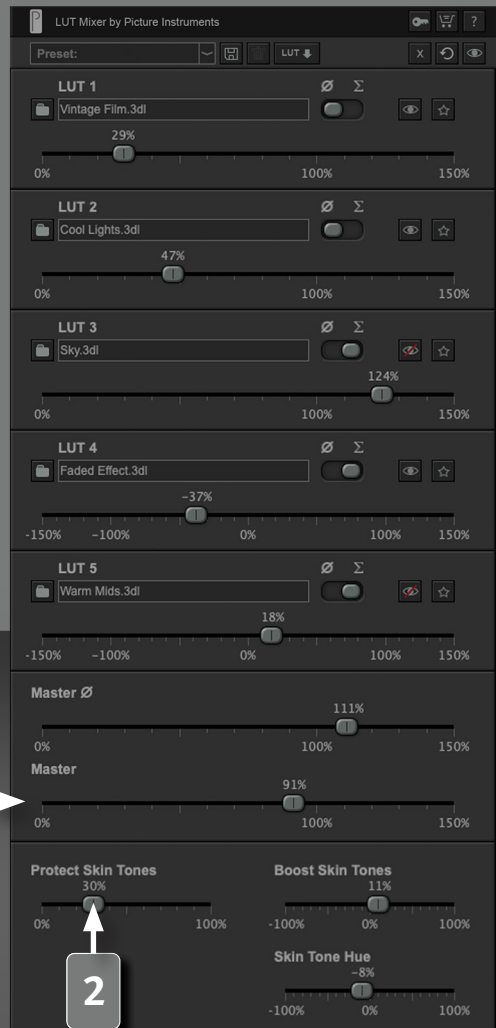 LUT Mixer by Picture Instruments ?
Preset: LUT X
LUT 1 Ø Σ
Vintage Film.3dl
29%
0% 100% 150%
LUT 2 Ø Σ
Cool Lights.3dl
47%
0% 100% 150%
LUT 3 Ø Σ
Sky.3dl
124%
0% 100% 150%
LUT 4 Ø Σ
Faded Effect.3dl
-37%
-150% -100% 0% 100% 150%
LUT 5 Ø Σ
Warm Mids.3dl
18%
-150% -100% 0% 100% 150%
Master Ø
111%
0% 100% 150%
Master
91%
0% 100% 150%
Protect Skin Tones Boost Skin Tones
30% 11%
0% 100% -100% 0% 100%
Skin Tone Hue
2 -8%
-100% 0% 100%